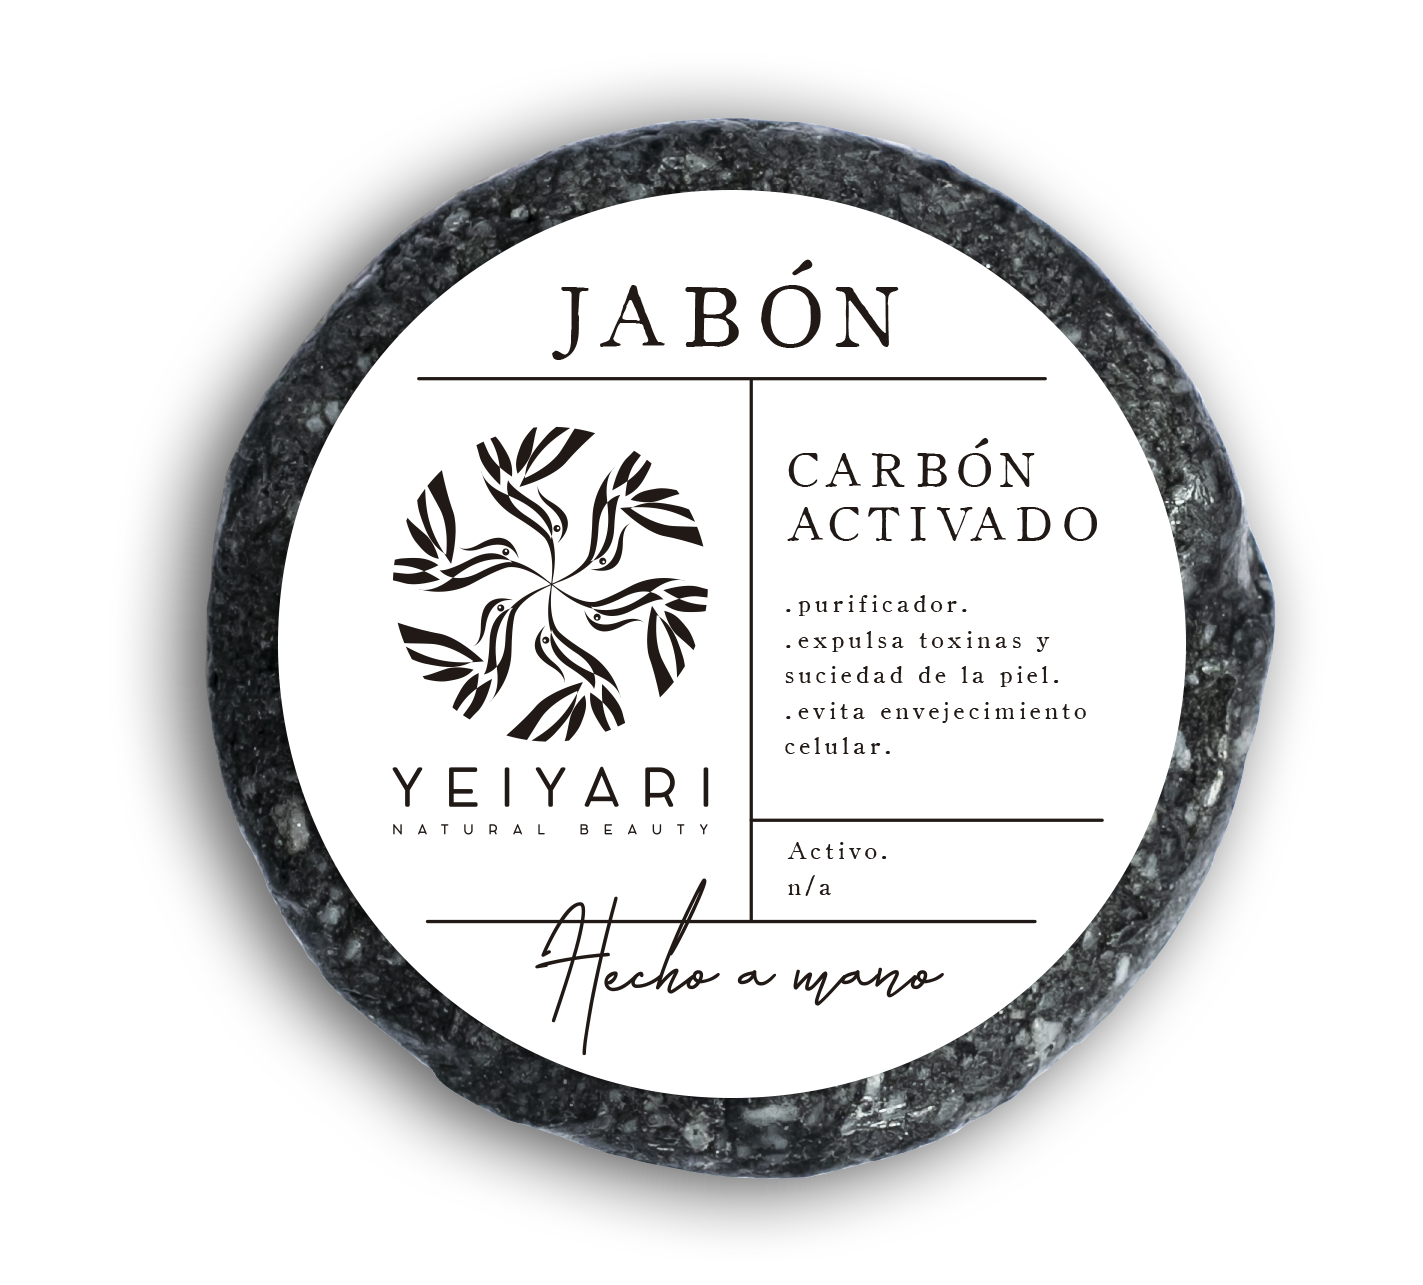 JABÓN
YEIYARI
NATURAL BEAUTY
CARBÓN
ACTIVADO
.purificador.
.expulsa toxinas y
suciedad de la piel.
.evita envejecimiento
celular.
Activo.
n/a
Hecho a mano